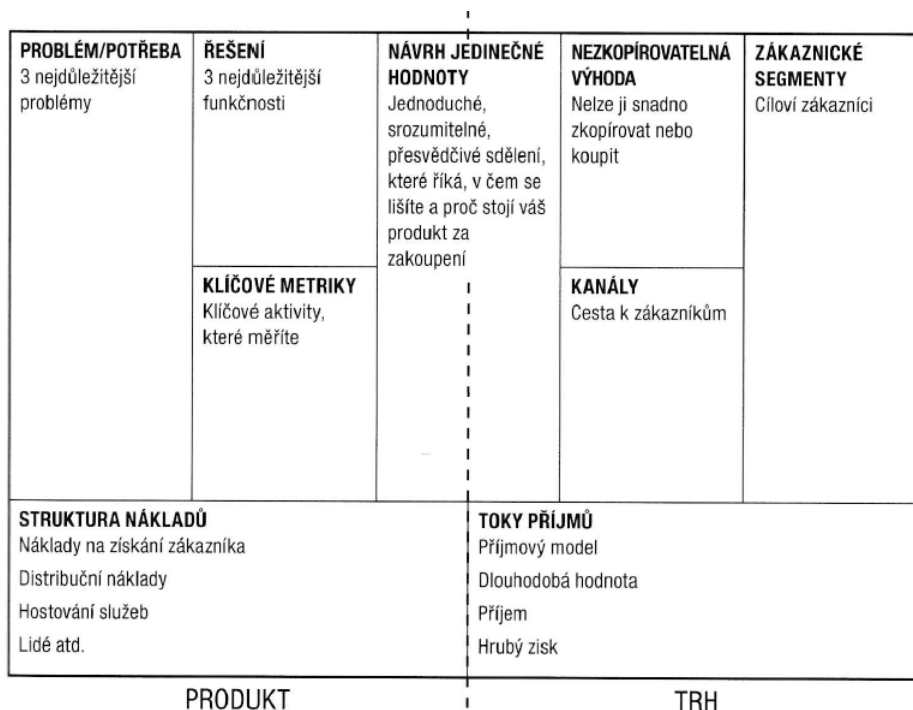 PROBLÉM/POTŘEBA
3 nejdůležitější
problémy
ŘEŠENÍ
3 nejdůležitější
funkčnosti
KLÍČOVÉ METRIKY
Klíčové aktivity,
které měříte
NÁVRH JEDINEČNÉ
HODNOTY
Jednoduché,
srozumitelné,
přesvědčivé sdělení,
které říká, v čem se
lišíte a proč stojí váš
produkt za
zakoupení
NEZKOPÍROVATELNÁ
VÝHODA
Nelze ji snadno
zkopírovat nebo
koupit
KANÁLY
Cesta k zákazníkům
ZÁKAZNICKÉ
SEGMENTY
Cíloví zákazníci
STRUKTURA NÁKLADŮ
Náklady na získání zákazníka
Distribuční náklady
Hostování služeb
Lidé atd.
TOKY PŘÍJMŮ
Příjmový model
Dlouhodobá hodnota
Příjem
Hrubý zisk
PRODUKT
TRH